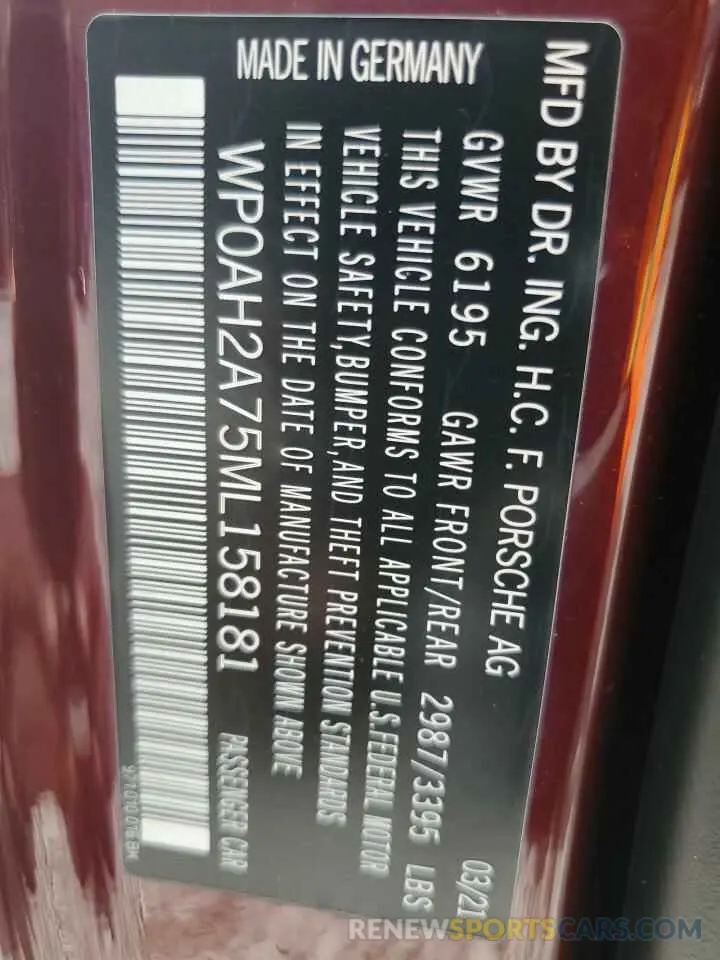 MFD BY DR. ING. H.C. F. PORSCHE AG
03/21
GVWR 6195 GAWR FRONT/REAR 2987/3395 LBS
THIS VEHICLE CONFORMS TO ALL APPLICABLE U.S.FEDERAL MOTOR
VEHICLE SAFETY,BUMPER,AND THEFT PREVENTION STANDARDS
IN EFFECT ON THE DATE OF MANUFACTURE SHOWN ABOVE
WP0AH2A75ML158181 PASSENGER CAR
MADE IN GERMANY
RENEWSPORTSCARS.COM